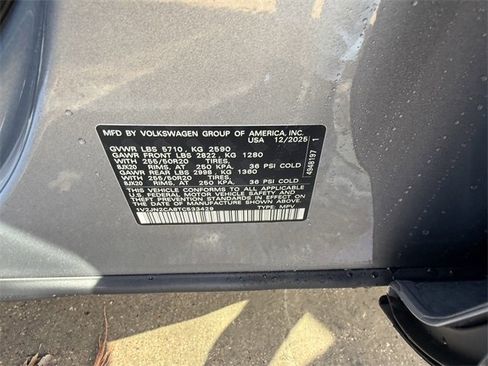 MFD BY VOLKSWAGEN GROUP OF AMERICA, INC.
USA 12/2025
GVWR LBS 5710, KG 2590
GAWR FRONT LBS 2822, KG 1280
WITH 255/50R20 TIRES,
8JX20 RIMS, AT 250 KPA, 36 PSI COLD
GAWR REAR LBS 2998, KG 1360
WITH 255/50R20 TIRES,
8JX20 RIMS, AT 250 KPA, 36 PSI COLD
THIS VEHICLE CONFORMS TO ALL APPLICABLE
U.S. FEDERAL MOTOR VEHICLE SAFETY AND
THEFT PREVENTION STANDARDS IN EFFECT ON
THE DATE OF MANUFACTURE SHOWN ABOVE.
TYPE: MPV
4948197 1